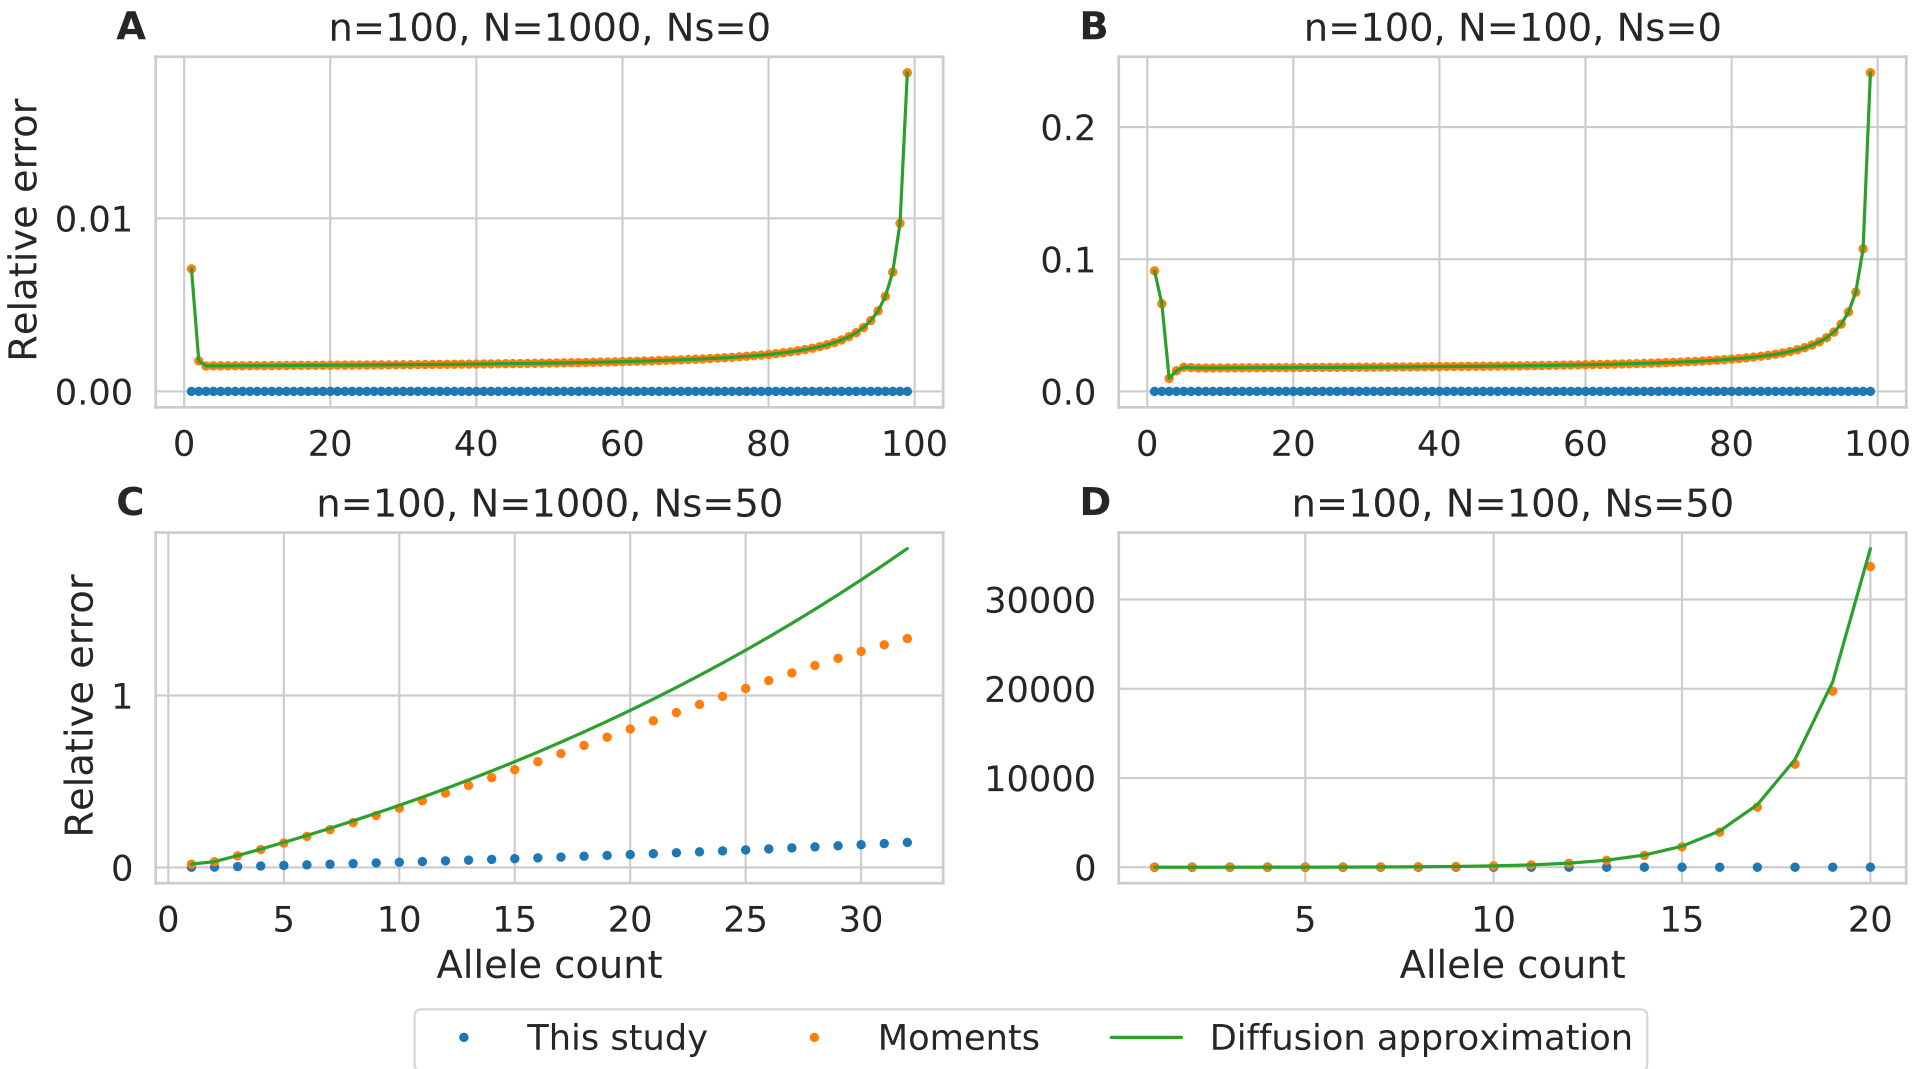 A n=100, N=1000, Ns=0
Relative error
0.01
0.00
0 20 40 60 80 100
B n=100, N=100, Ns=0
0.2
0.1
0.0
0 20 40 60 80 100
C n=100, N=1000, Ns=50
Relative error
1
0
0 5 10 15 20 25 30
Allele count
D n=100, N=100, Ns=50
30000
20000
10000
0
5 10 15 20
Allele count
This study Moments Diffusion approximation